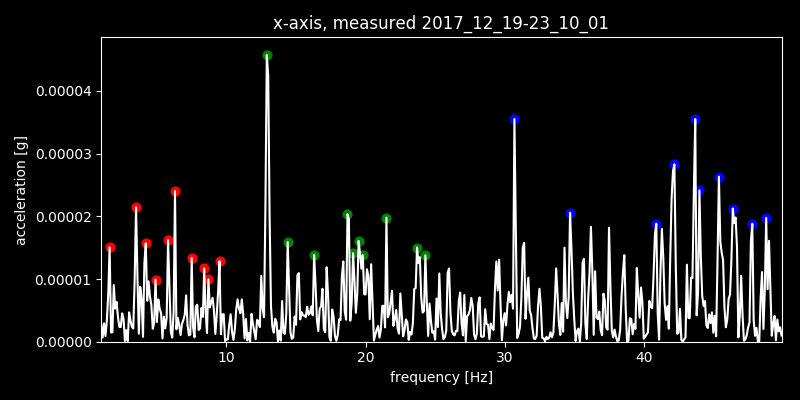 x-axis, measured 2017_12_19-23_10_01
acceleration [g]
0.00004
0.00003
0.00002
0.00001
0.00000
10 20 30 40
frequency [Hz]